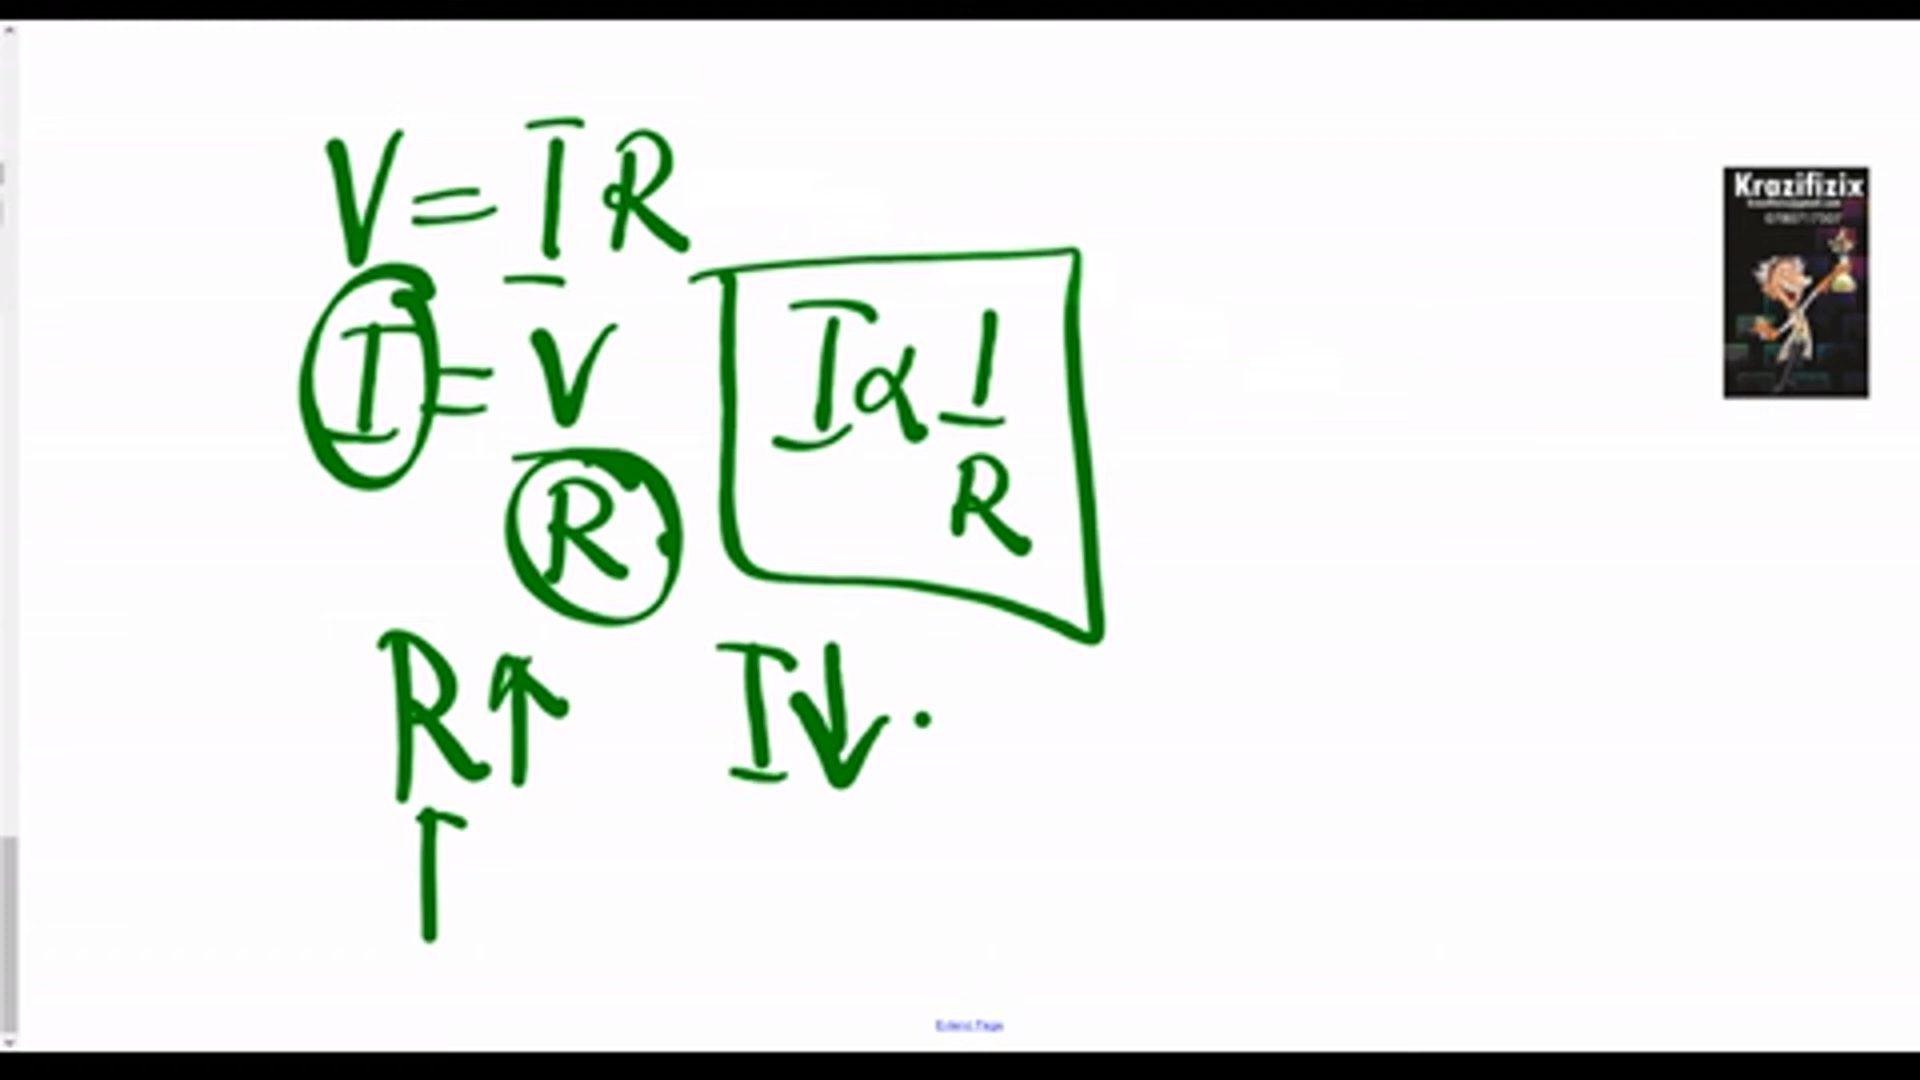 V = IR
I = V
R
I ∝ 1
R
R↑ I↓.
Krazifizix